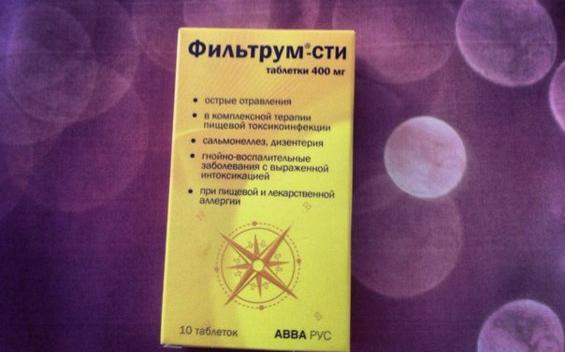 Фильтрум®-сти
таблетки 400 мг
• острые отравления
• в комплексной терапии
пищевой токсикоинфекции
• сальмонеллез, дизентерия
• гнойно-воспалительные
заболевания с выраженной
интоксикацией
• при пищевой и лекарственной
аллергии
N
B
W
S
10 таблеток
АВВА РУС